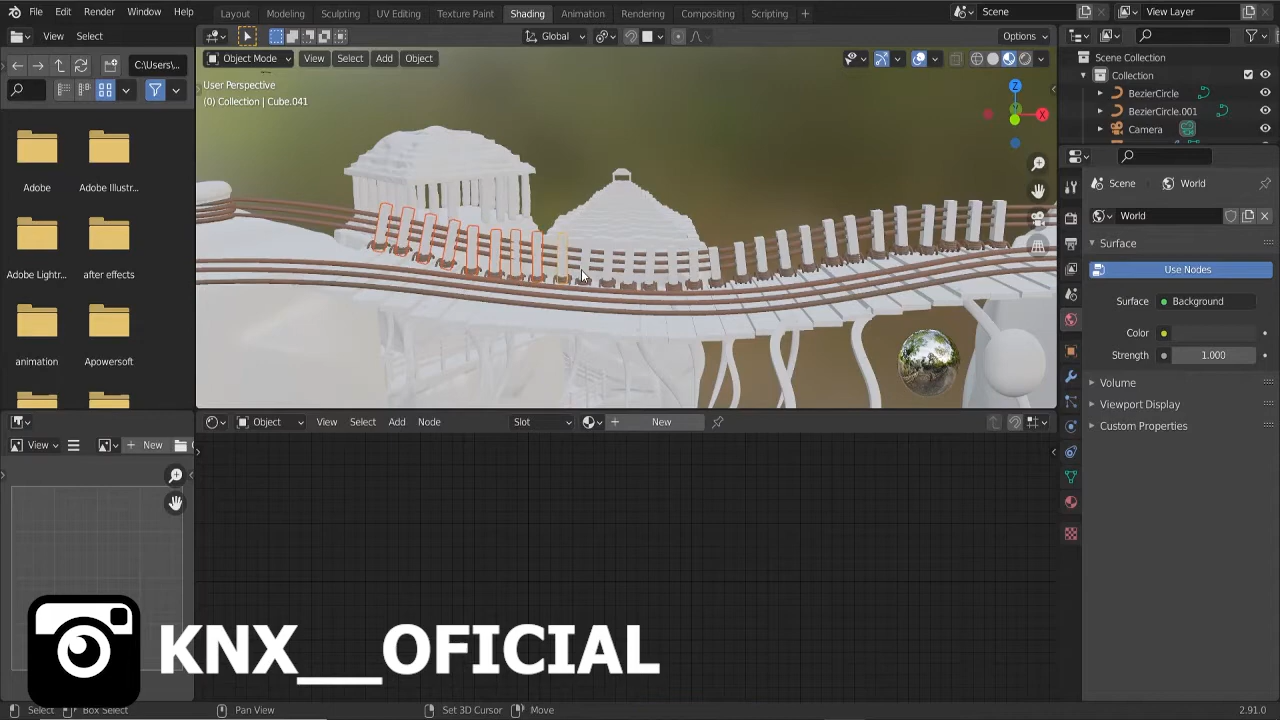 File Edit Render Window Help Layout Modeling Sculpting UV Editing Texture Paint Shading Animation Rendering Compositing Scripting + Scene View Layer
View Select Global Options
C:\Users\...
Object Mode View Select Add Object
User Perspective
(0) Collection | Cube.041
Z
Y
X
Scene Collection
Collection
BezierCircle
BezierCircle.001
Camera
Adobe
Adobe Illustr...
Adobe Lightr...
after effects
animation
Apowersoft
Scene World
World
Surface
Use Nodes
Surface Background
Color
Strength 1.000
Volume
Viewport Display
Custom Properties
Object View Select Add Node Slot New
View New
KNX___OFICIAL
Select Box Select Pan View Set 3D Cursor Move 2.91.0